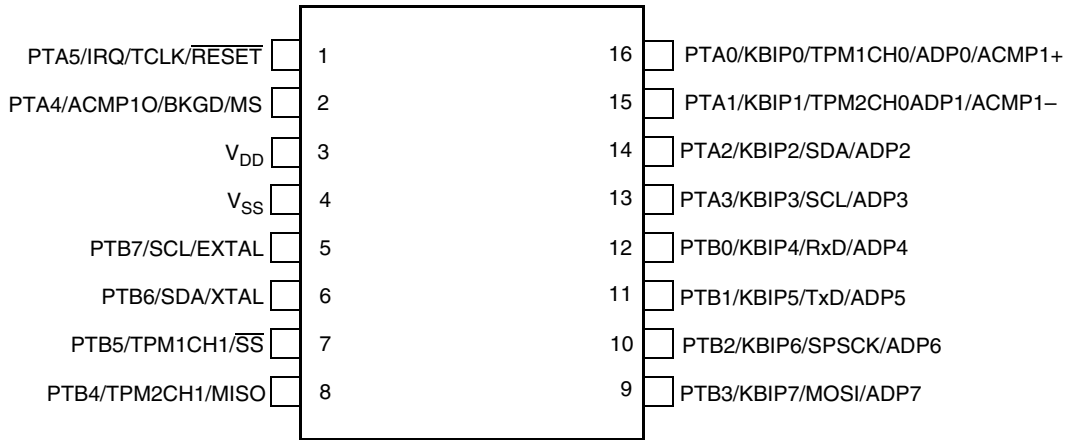 PTA5/IRQ/TCLK/RESET 1 16 PTA0/KBIP0/TPM1CH0/ADP0/ACMP1+
PTA4/ACMP1O/BKGD/MS 2 15 PTA1/KBIP1/TPM2CH0ADP1/ACMP1–
VDD 3 14 PTA2/KBIP2/SDA/ADP2
VSS 4 13 PTA3/KBIP3/SCL/ADP3
PTB7/SCL/EXTAL 5 12 PTB0/KBIP4/RxD/ADP4
PTB6/SDA/XTAL 6 11 PTB1/KBIP5/TxD/ADP5
PTB5/TPM1CH1/SS 7 10 PTB2/KBIP6/SPSCK/ADP6
PTB4/TPM2CH1/MISO 8 9 PTB3/KBIP7/MOSI/ADP7